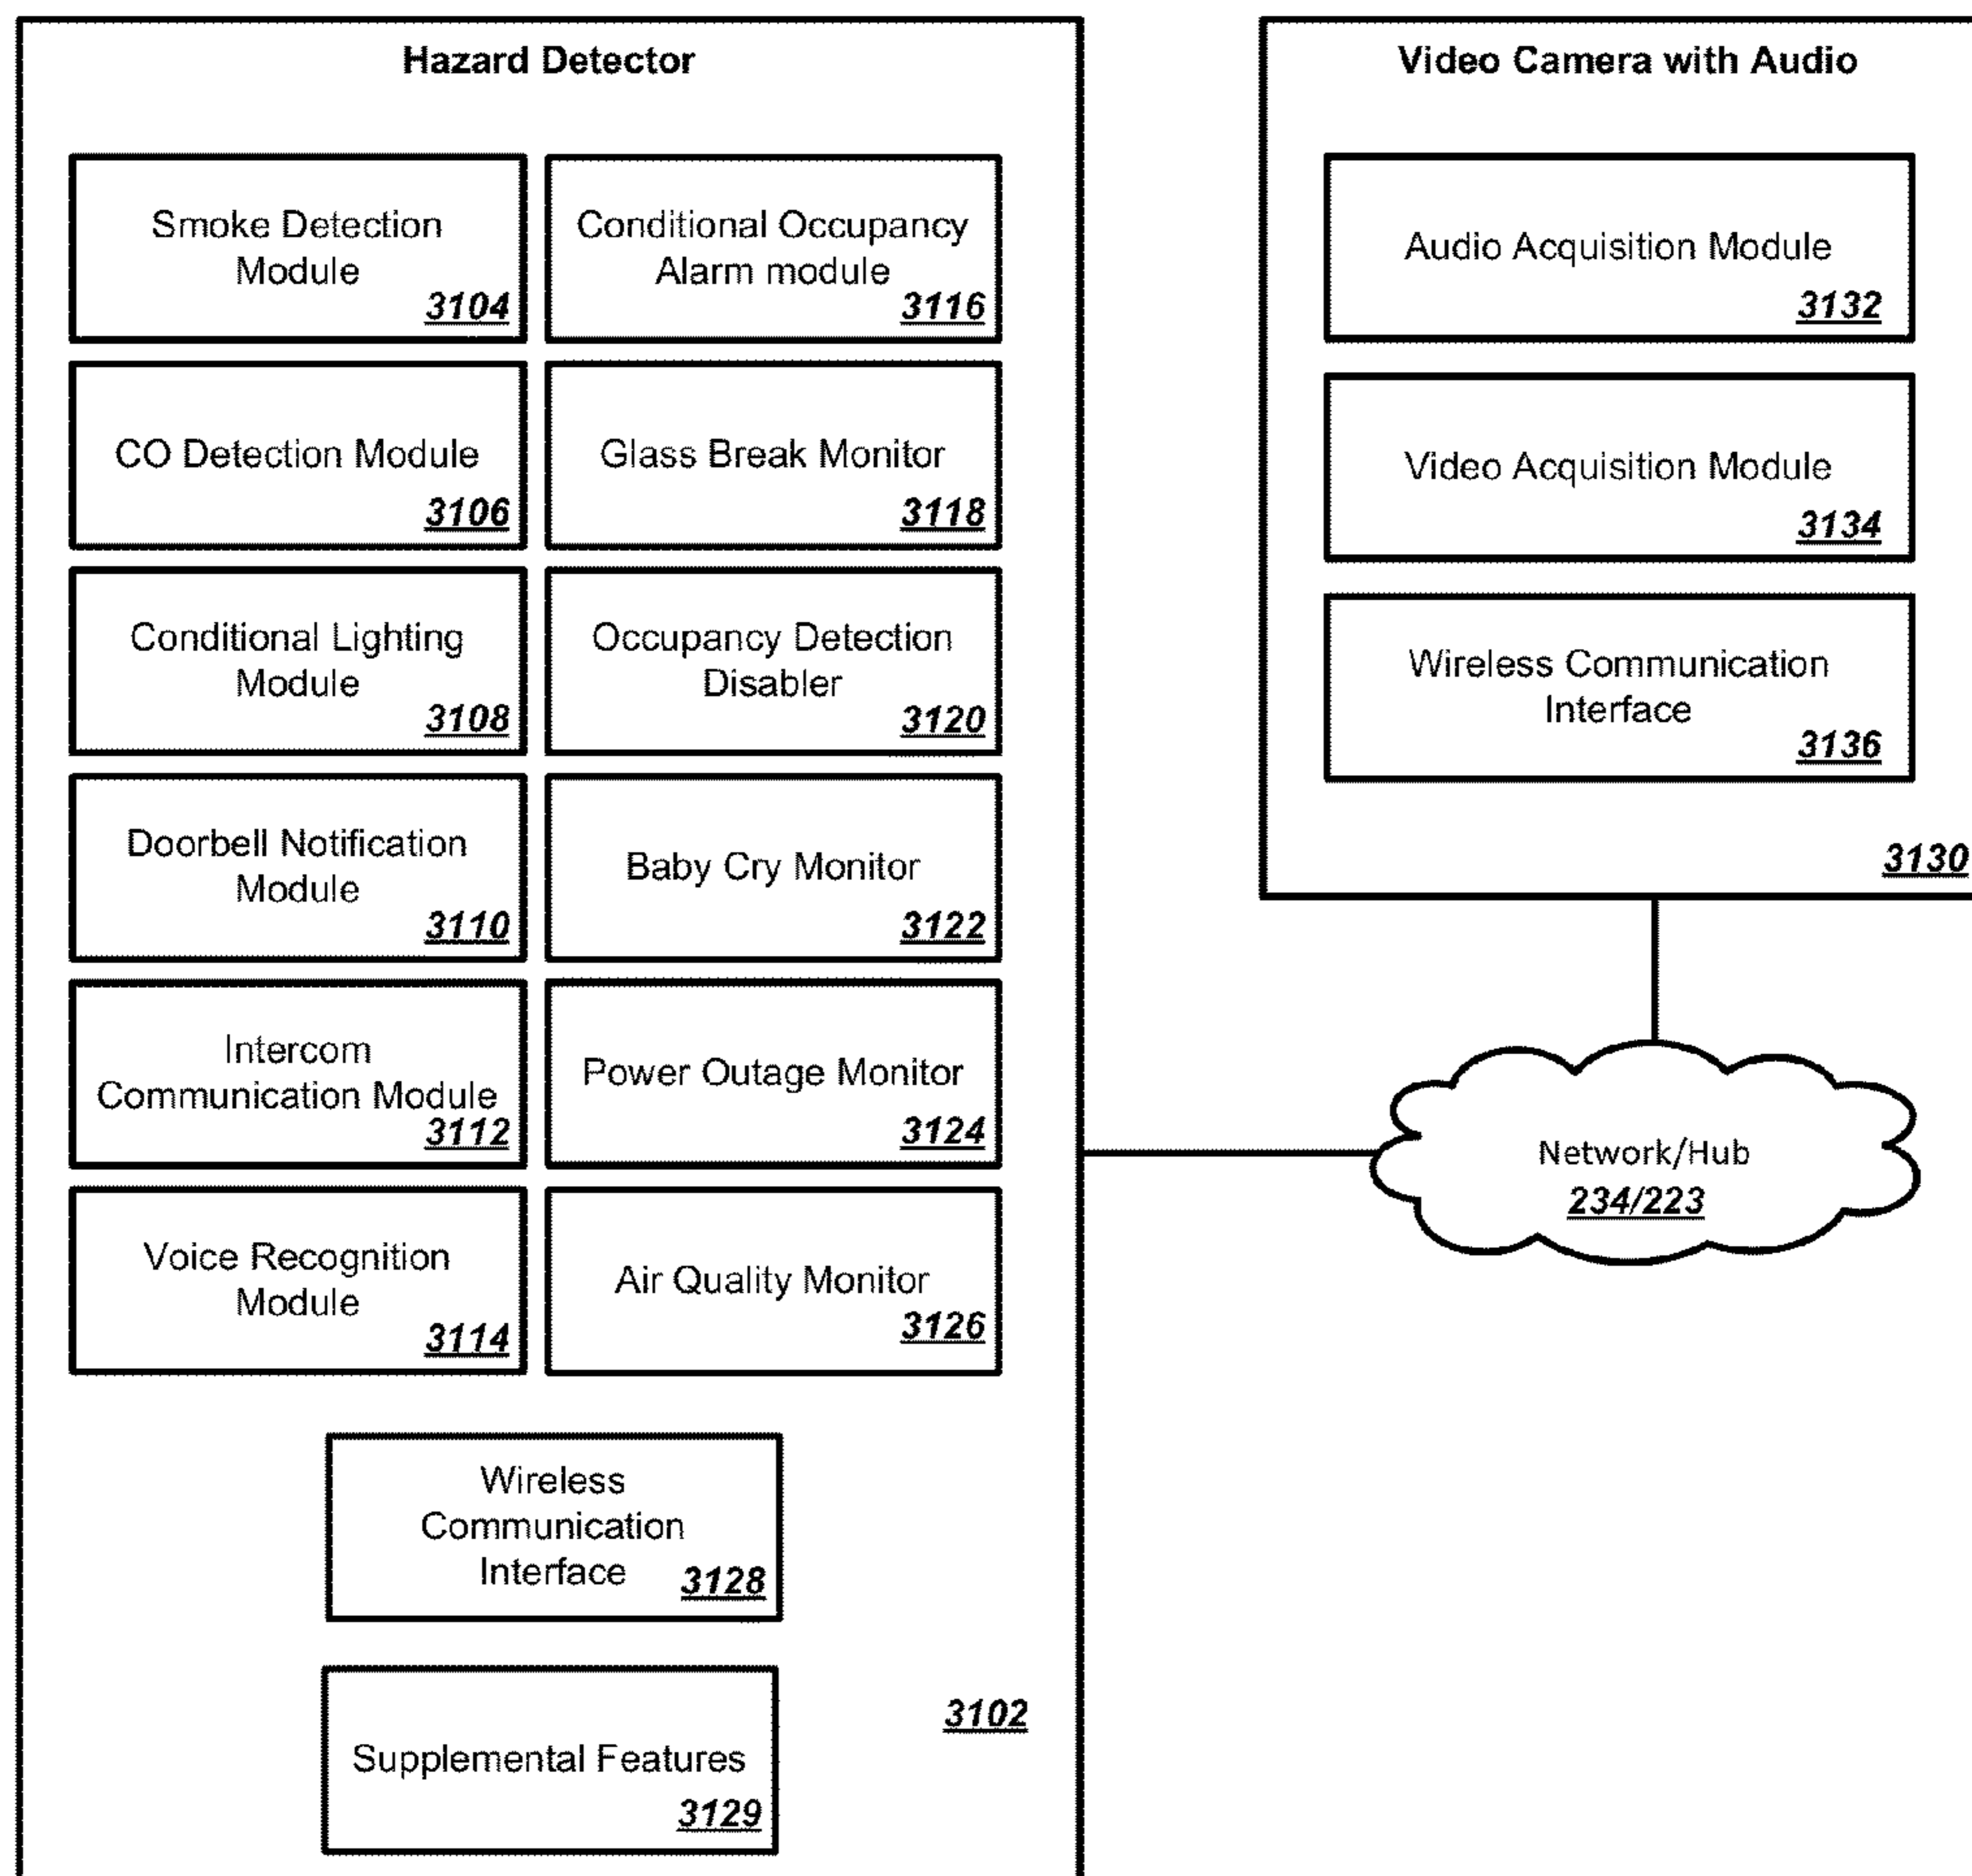 Hazard Detector
Smoke Detection
Module
3104
Conditional Occupancy
Alarm module
3116
CO Detection Module
3106
Glass Break Monitor
3118
Conditional Lighting
Module
3108
Occupancy Detection
Disabler
3120
Doorbell Notification
Module
3110
Baby Cry Monitor
3122
Intercom
Communication Module
3112
Power Outage Monitor
3124
Voice Recognition
Module
3114
Air Quality Monitor
3126
Wireless
Communication
Interface
3128
3102
Supplemental Features
3129
Video Camera with Audio
Audio Acquisition Module
3132
Video Acquisition Module
3134
Wireless Communication
Interface
3136
3130
Network/Hub
234/223